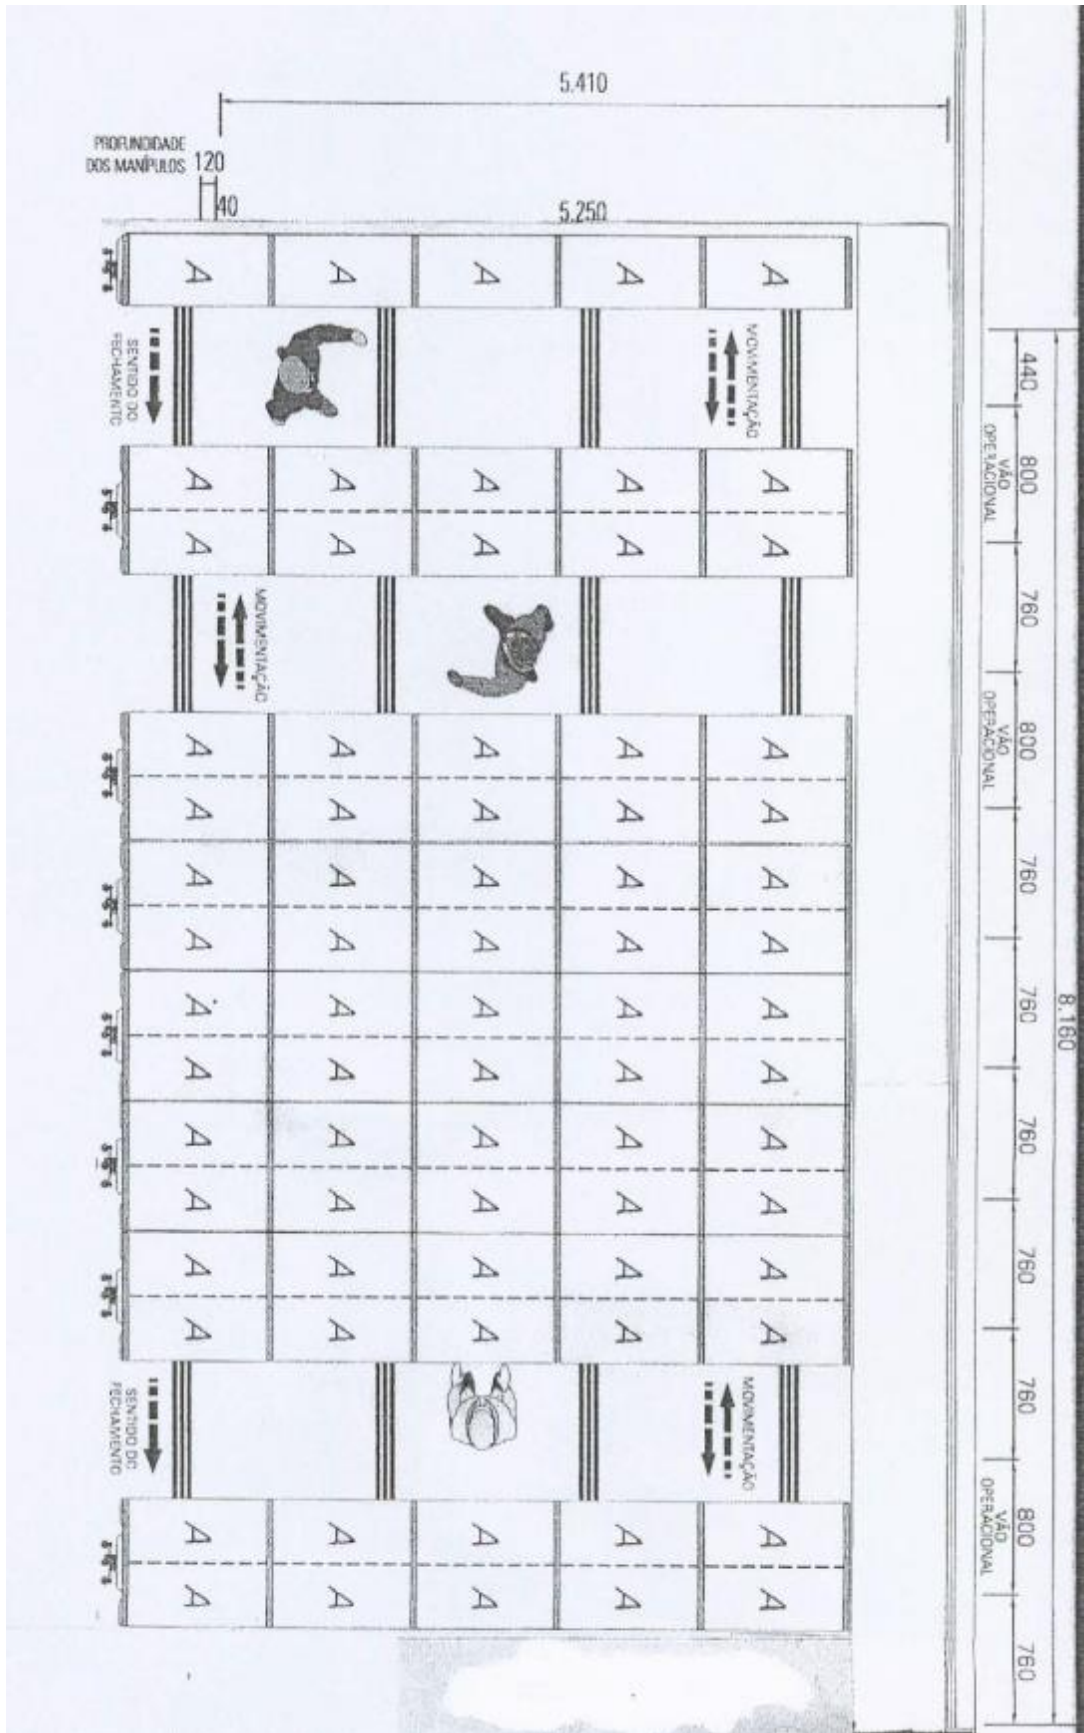 5.410
PROFUNDIDADE
DOS MANÍPULOS
120
40
5.250
A A A A A
SENTIDO DO
FECHAMENTO
MOVIMENTAÇÃO
440
A A A A A
800
VÃO
OPERACIONAL
A A A A A
MOVIMENTAÇÃO
760
A A A A A
800
VÃO
OPERACIONAL
A A A A A
760
A A A A A
A A A A A
760
8.160
A A A A A
A A A A A
760
A A A A A
A A A A A
760
A A A A A
A A A A A
760
SENTIDO DO
FECHAMENTO
MOVIMENTAÇÃO
A A A A A
800
VÃO
OPERACIONAL
A A A A A
760